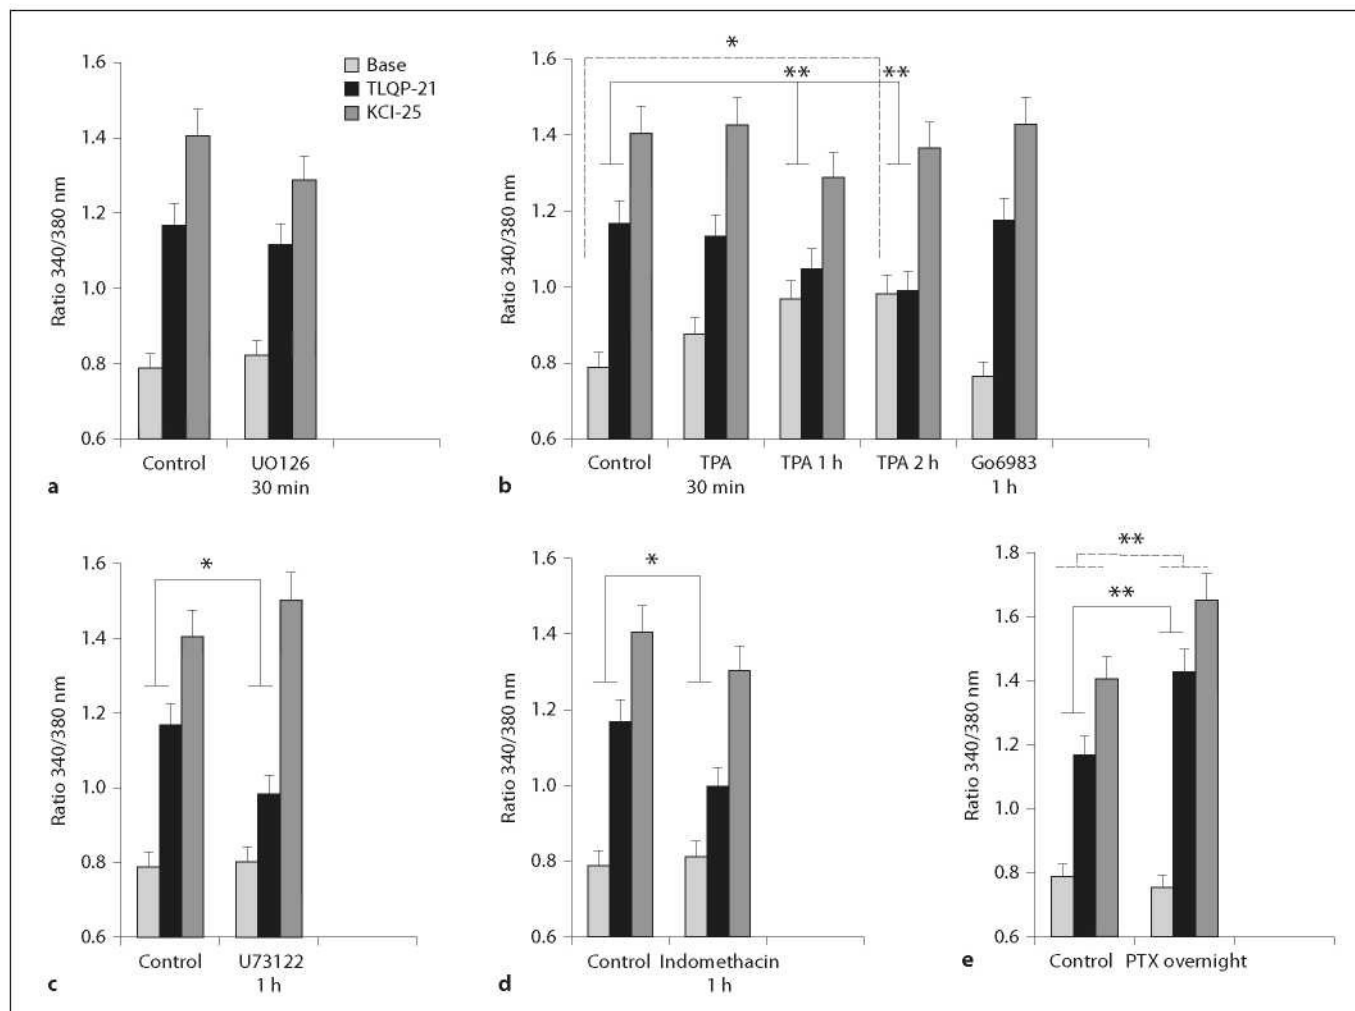 1.6
1.4
1.2
1.0
0.8
0.6
Ratio 340/380 nm
Base
TLQP-21
KCl-25
Control
UO126
30 min
a
1.6
1.4
1.2
1.0
0.8
0.6
Ratio 340/380 nm
*
** **
Control
TPA
30 min
TPA 1 h
TPA 2 h
Go6983
1 h
b
1.6
1.4
1.2
1.0
0.8
0.6
Ratio 340/380 nm
*
Control
U73122
1 h
c
1.6
1.4
1.2
1.0
0.8
0.6
Ratio 340/380 nm
*
Control
Indomethacin
1 h
d
1.8
1.6
1.4
1.2
1.0
0.8
0.6
Ratio 340/380 nm
**
**
Control
PTX overnight
e